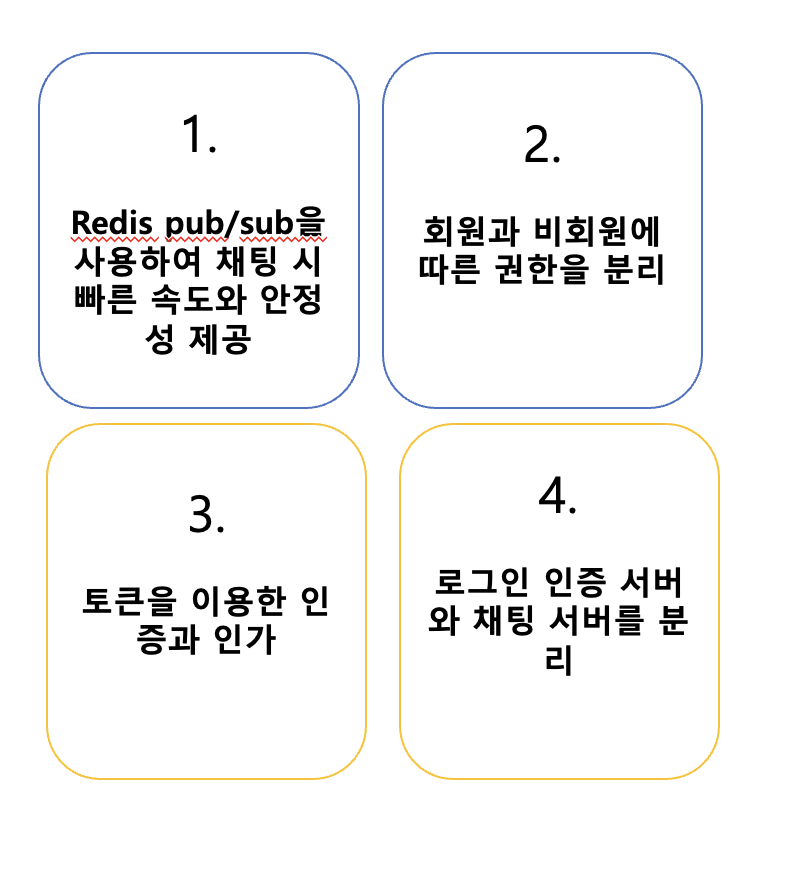 1.
Redis pub/sub을
사용하여 채팅 시
빠른 속도와 안정
성 제공
2.
회원과 비회원에
따른 권한을 분리
3.
토큰을 이용한 인
증과 인가
4.
로그인 인증 서버
와 채팅 서버를 분
리